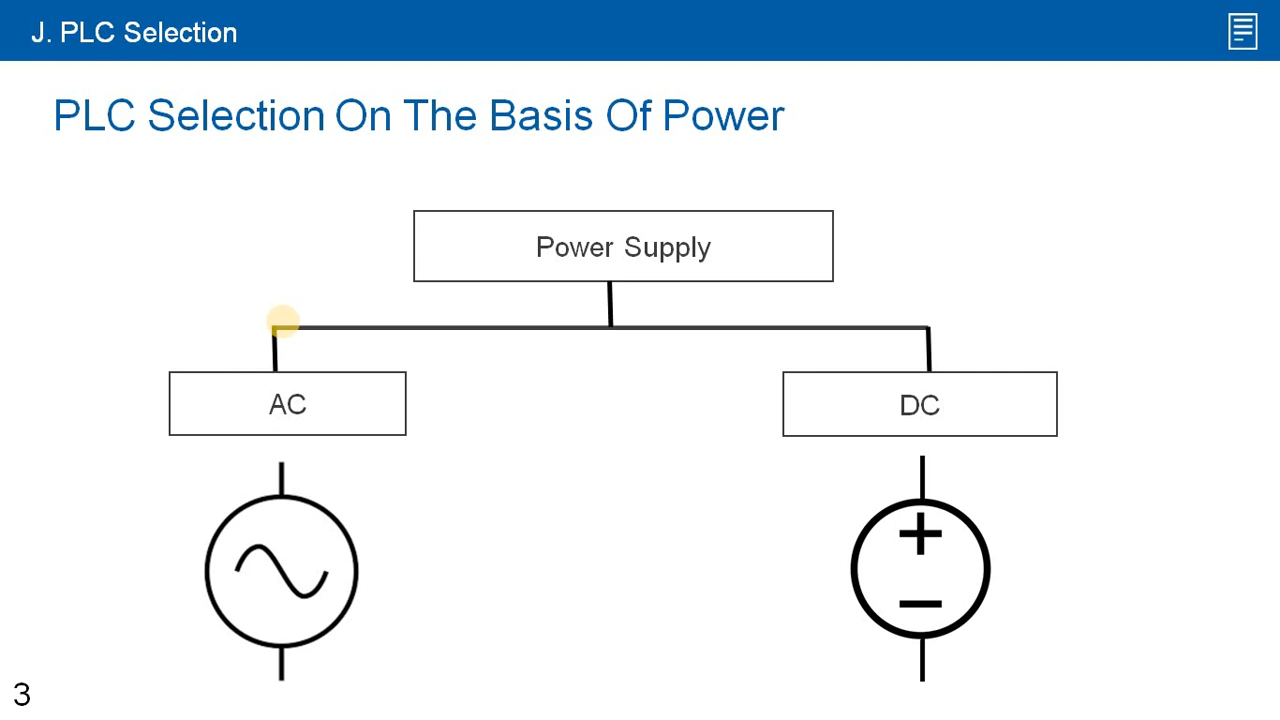 J. PLC Selection
PLC Selection On The Basis Of Power
Power Supply
AC
DC
3